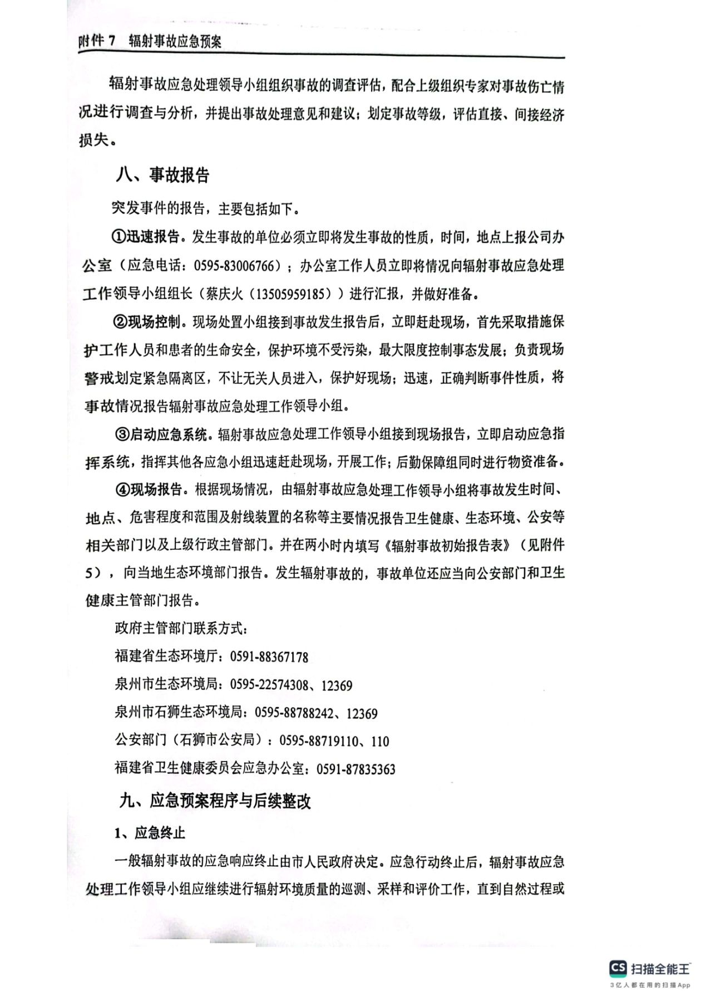 附件 7 辐射事故应急预案
辐射事故应急处理领导小组组织事故的调查评估，配合上级组织专家对事故伤亡情
况进行调查与分析，并提出事故处理意见和建议；划定事故等级，评估直接、间接经济
损失。
八、事故报告
突发事件的报告，主要包括如下。
①迅速报告。发生事故的单位必须立即将发生事故的性质，时间，地点上报公司办
公室（应急电话：0595-83006766）；办公室工作人员立即将情况向辐射事故应急处理
工作领导小组组长（蔡庆火（13505959185））进行汇报，并做好准备。
②现场控制。现场处置小组接到事故发生报告后，立即赶赴现场，首先采取措施保
护工作人员和患者的生命安全，保护环境不受污染，最大限度控制事态发展；负责现场
警戒划定紧急隔离区，不让无关人员进入，保护好现场；迅速，正确判断事件性质，将
事故情况报告辐射事故应急处理工作领导小组。
③启动应急系统。辐射事故应急处理工作领导小组接到现场报告，立即启动应急指
挥系统，指挥其他各应急小组迅速赶赴现场，开展工作；后勤保障组同时进行物资准备。
④现场报告。根据现场情况，由辐射事故应急处理工作领导小组将事故发生时间、
地点、危害程度和范围及射线装置的名称等主要情况报告卫生健康、生态环境、公安等
相关部门以及上级行政主管部门。并在两小时内填写《辐射事故初始报告表》（见附件
5），向当地生态环境部门报告。发生辐射事故的，事故单位还应当向公安部门和卫生
健康主管部门报告。
政府主管部门联系方式：
福建省生态环境厅：0591-88367178
泉州市生态环境局：0595-22574308、12369
泉州市石狮生态环境局：0595-88788242、12369
公安部门（石狮市公安局）：0595-88719110、110
福建省卫生健康委员会应急办公室：0591-87835363
九、应急预案程序与后续整改
1、应急终止
一般辐射事故的应急响应终止由市人民政府决定。应急行动终止后，辐射事故应急
处理工作领导小组应继续进行辐射环境质量的巡测、采样和评价工作，直到自然过程或
CS 扫描全能王
3亿人都在用的扫描App